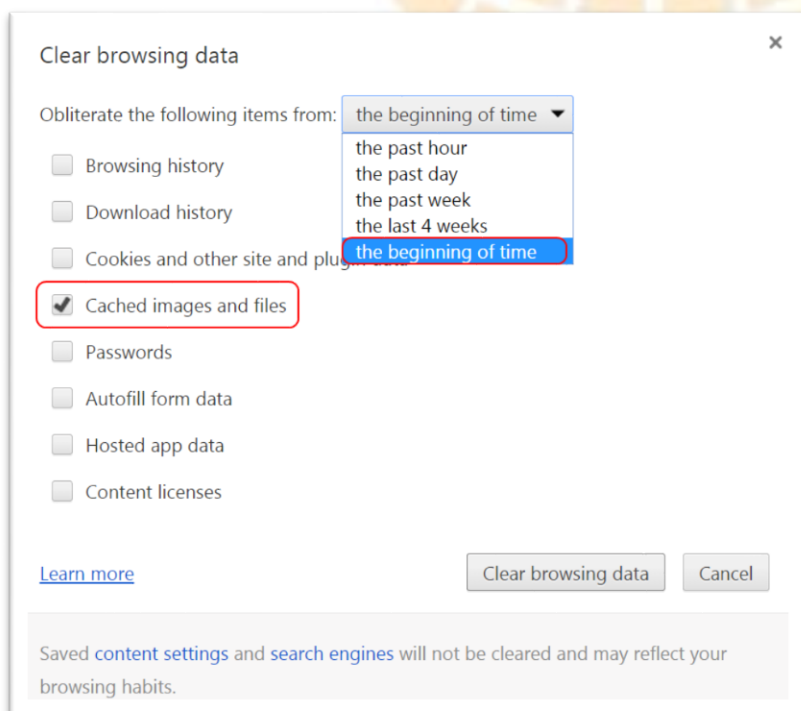 Clear browsing data
Obliterate the following items from: the beginning of time
the past hour
the past day
the past week
the last 4 weeks
the beginning of time
Browsing history
Download history
Cookies and other site and plugin data
Cached images and files
Passwords
Autofill form data
Hosted app data
Content licenses
Learn more
Clear browsing data
Cancel
Saved content settings and search engines will not be cleared and may reflect your
browsing habits.